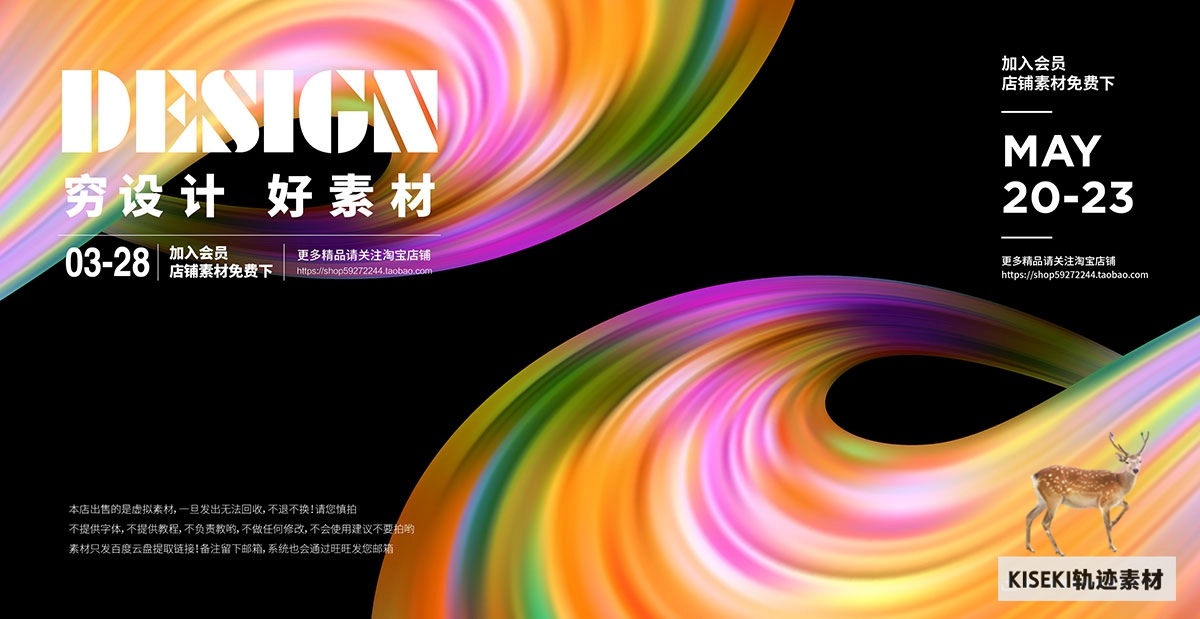 DESIGN
穷设计 好素材
03-28
加入会员
店铺素材免费下
更多精品请关注淘宝店铺
https://shop59272244.taobao.com
加入会员
店铺素材免费下
MAY
20-23
更多精品请关注淘宝店铺
https://shop59272244.taobao.com
本店出售的是虚拟素材,一旦发出无法回收,不退不换!请您慎拍
不提供字体,不提供教程,不负责教哟,不做任何修改,不会使用建议不要拍哟
素材只发百度云盘提取链接!备注留下邮箱,系统也会通过旺旺发您邮箱
KISEKI轨迹素材